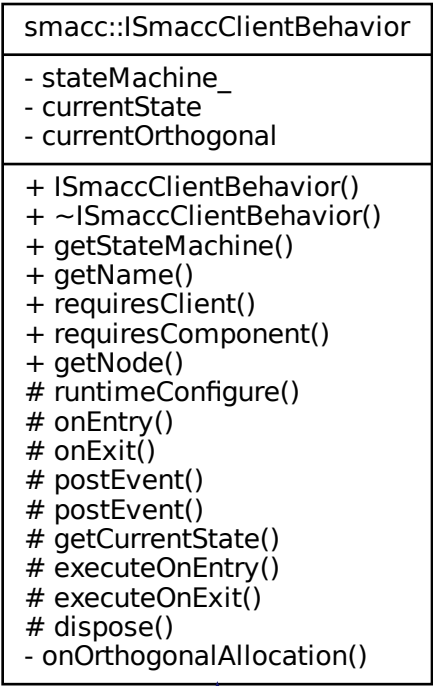 smacc::ISmaccClientBehavior
- stateMachine_
- currentState
- currentOrthogonal
+ ISmaccClientBehavior()
+ ~ISmaccClientBehavior()
+ getStateMachine()
+ getName()
+ requiresClient()
+ requiresComponent()
+ getNode()
# runtimeConfigure()
# onEntry()
# onExit()
# postEvent()
# postEvent()
# getCurrentState()
# executeOnEntry()
# executeOnExit()
# dispose()
- onOrthogonalAllocation()